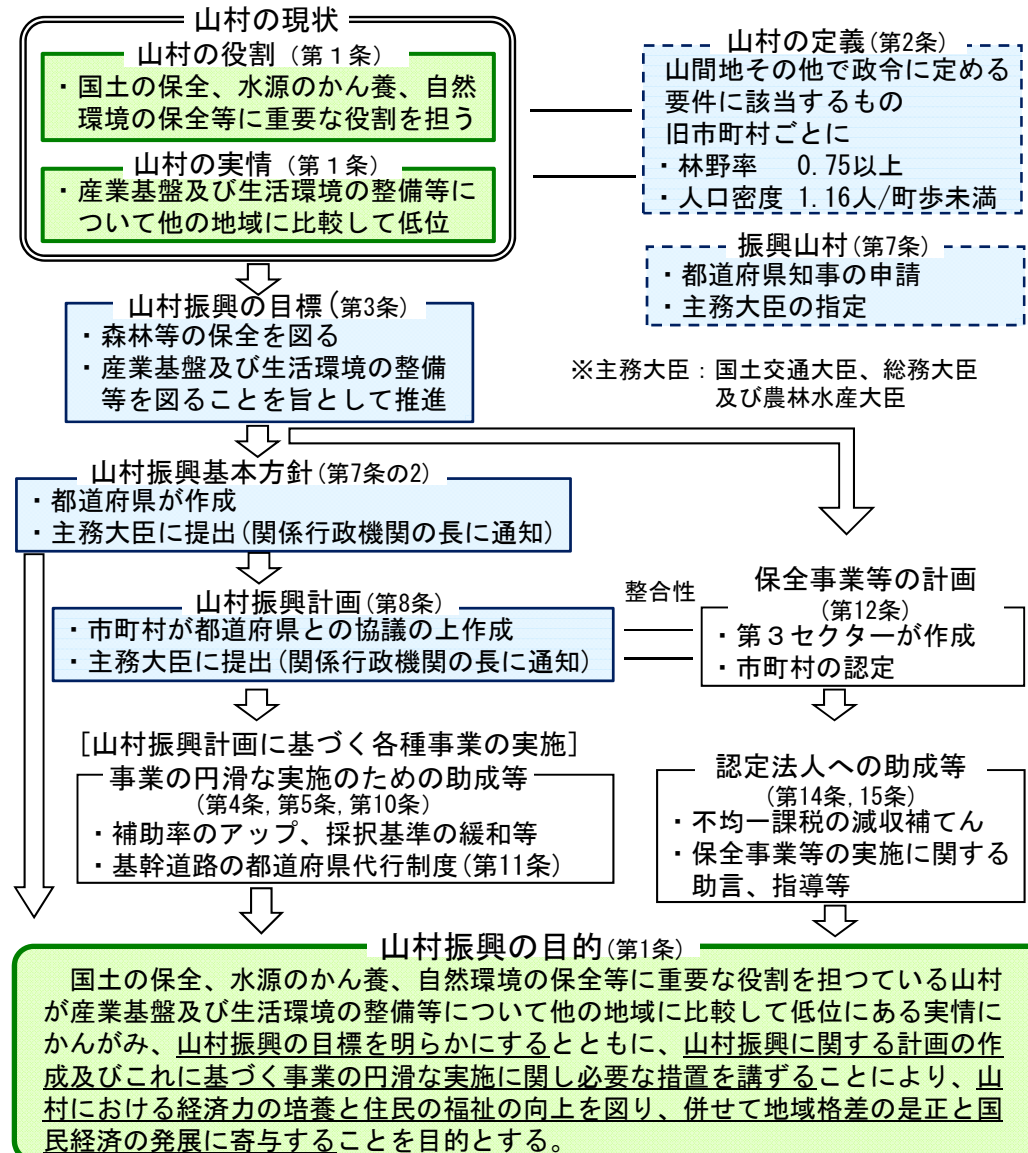 山村の現状
山村の役割 (第１条)
・国土の保全、水源のかん養、自然
環境の保全等に重要な役割を担う
山村の実情 (第１条)
・産業基盤及び生活環境の整備等に
ついて他の地域に比較して低位
山村の定義(第2条)
山間地その他で政令に定める
要件に該当するもの
旧市町村ごとに
・林野率　0.75以上
・人口密度 1.16人/町歩未満
振興山村(第7条)
・都道府県知事の申請
・主務大臣の指定
※主務大臣：国土交通大臣、総務大臣
及び農林水産大臣
山村振興の目標(第3条)
・森林等の保全を図る
・産業基盤及び生活環境の整備
等を図ることを旨として推進
山村振興基本方針(第7条の2)
・都道府県が作成
・主務大臣に提出(関係行政機関の長に通知)
山村振興計画(第8条)
・市町村が都道府県との協議の上作成
・主務大臣に提出(関係行政機関の長に通知)
整合性
保全事業等の計画
(第12条)
・第３セクターが作成
・市町村の認定
[山村振興計画に基づく各種事業の実施]
事業の円滑な実施のための助成等
(第4条,第5条,第10条)
・補助率のアップ、採択基準の緩和等
・基幹道路の都道府県代行制度(第11条)
認定法人への助成等
(第14条,15条)
・不均一課税の減収補てん
・保全事業等の実施に関する
助言、指導等
山村振興の目的(第1条)
国土の保全、水源のかん養、自然環境の保全等に重要な役割を担つている山村
が産業基盤及び生活環境の整備等について他の地域に比較して低位にある実情に
かんがみ、山村振興の目標を明らかにするとともに、山村振興に関する計画の作
成及びこれに基づく事業の円滑な実施に関し必要な措置を講ずることにより、山
村における経済力の培養と住民の福祉の向上を図り、併せて地域格差の是正と国
民経済の発展に寄与することを目的とする。